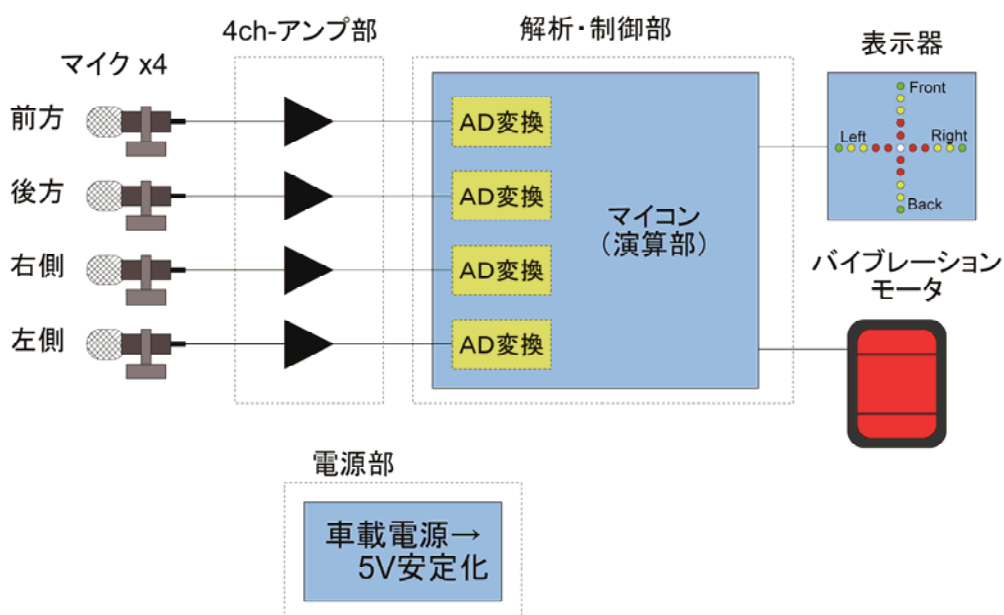 マイク x4
4ch-アンプ部
解析・制御部
表示器
前方
後方
右側
左側
AD変換
AD変換
AD変換
AD変換
マイコン
（演算部）
Front
Left
Right
Back
バイブレーション
モータ
電源部
車載電源→
5V安定化